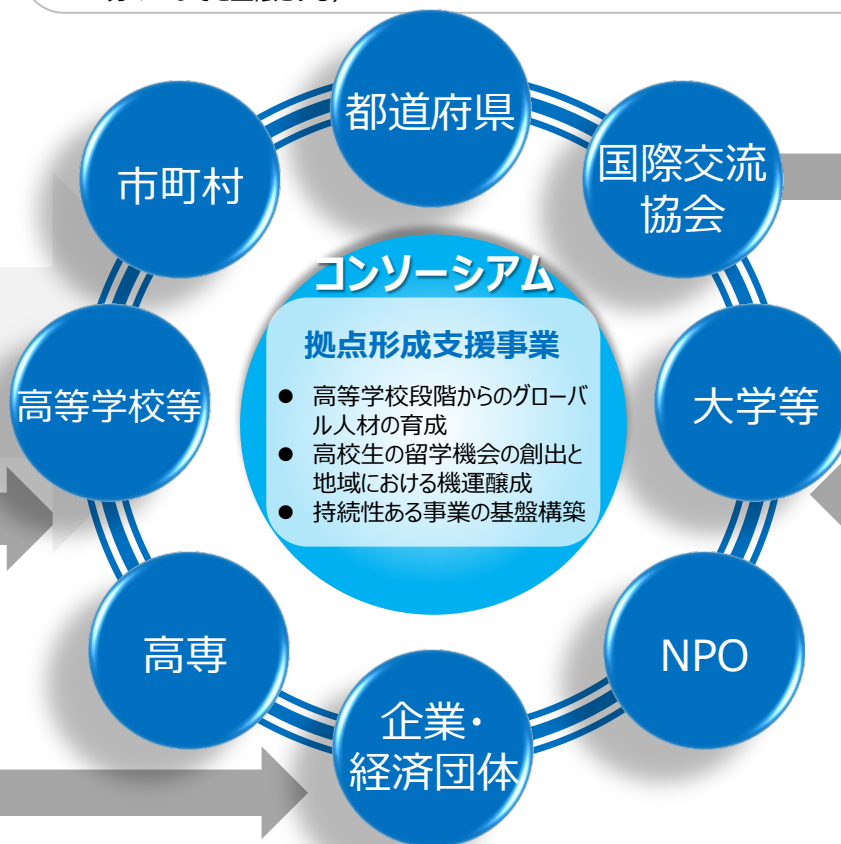 都道府県
市町村
国際交流
協会
コンソーシアム
拠点形成支援事業
● 高等学校段階からのグローバ
ル人材の育成
● 高校生の留学機会の創出と
地域における機運醸成
● 持続性ある事業の基盤構築
高等学校等
大学等
高専
NPO
企業・
経済団体